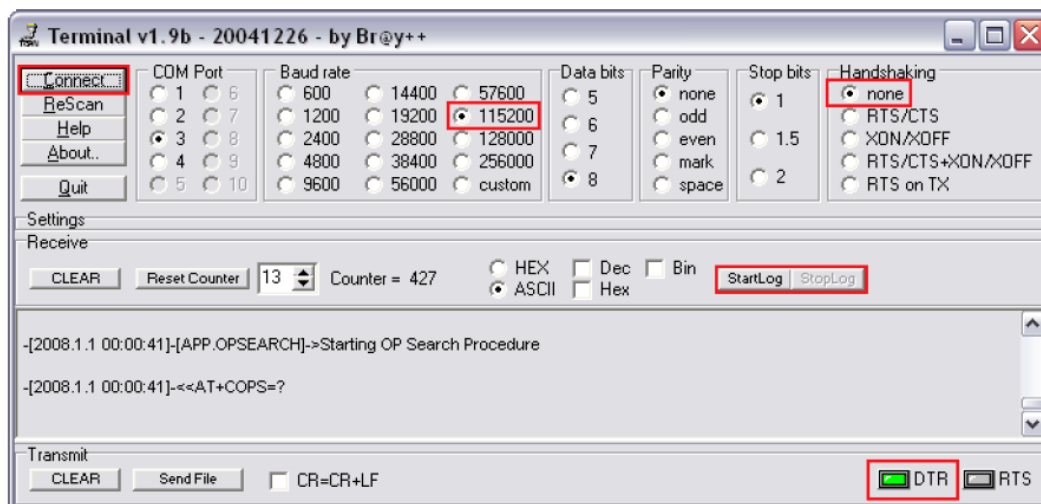 Terminal v1.9b - 20041226 - by Br@y++
Connect
ReScan
Help
About..
Quit
COM Port
1 6
2 7
3 8
4 9
5 10
Baud rate
600 14400 57600
1200 19200 115200
2400 28800 128000
4800 38400 256000
9600 56000 custom
Data bits
5
6
7
8
Parity
none
odd
even
mark
space
Stop bits
1
1.5
2
Handshaking
none
RTS/CTS
XON/XOFF
RTS/CTS+XON/XOFF
RTS on TX
Settings
Receive
CLEAR Reset Counter 13 Counter = 427
HEX Dec Bin
ASCII Hex
StartLog StopLog
-[2008.1.1 00:00:41]-[APP.OPSEARCH]->Starting OP Search Procedure
-[2008.1.1 00:00:41]-<<AT+COPS=?
Transmit
CLEAR Send File CR=CR+LF DTR RTS